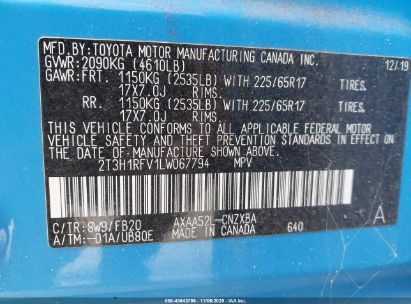 MFD. BY: TOYOTA MOTOR MANUFACTURING CANADA INC.
GVWR: 2090KG (4610LB) 12/19
GAWR: FRT. 1150KG (2535LB) WITH 225/65R17 TIRES,
17X7.0J RIMS.
RR. 1150KG (2535LB) WITH 225/65R17 TIRES,
17X7.0J RIMS.
THIS VEHICLE CONFORMS TO ALL APPLICABLE FEDERAL MOTOR
VEHICLE SAFETY STANDARDS IN EFFECT ON THE DATE OF
MANUFACTURE SHOWN ABOVE.
2T3H1RFV1LW067794 MPV
C/TR: 8W9/FB20 AXAA52L-CNZXBA A
A/TM: -01A/UB80E MADE IN CANADA 640